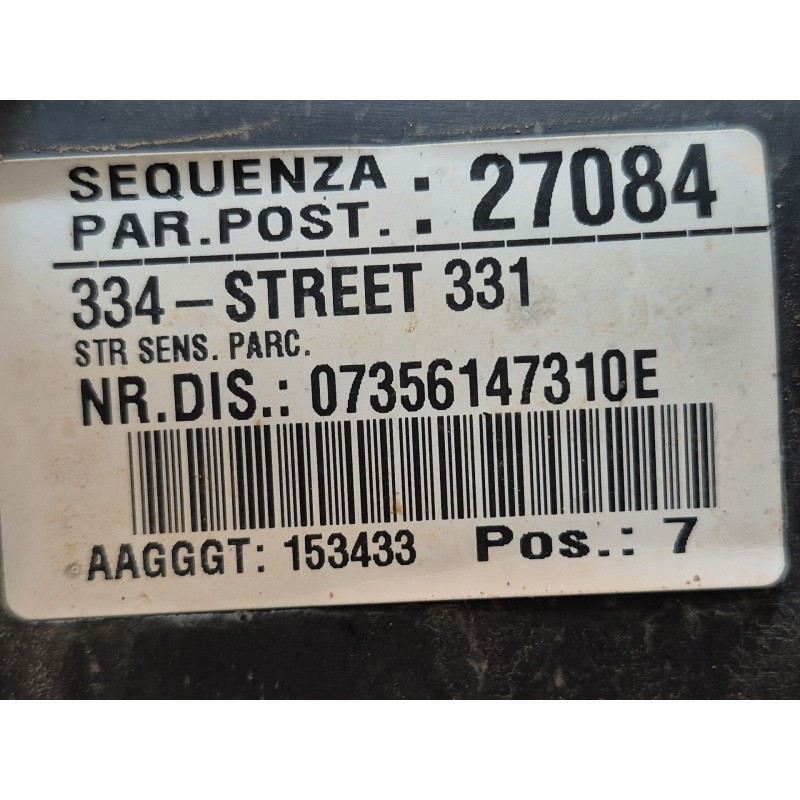 SEQUENZA
PAR.POST. : 27084
334-STREET 331
STR SENS. PARC.
NR.DIS.: 07356147310E
AAGGGT: 153433 Pos.: 7